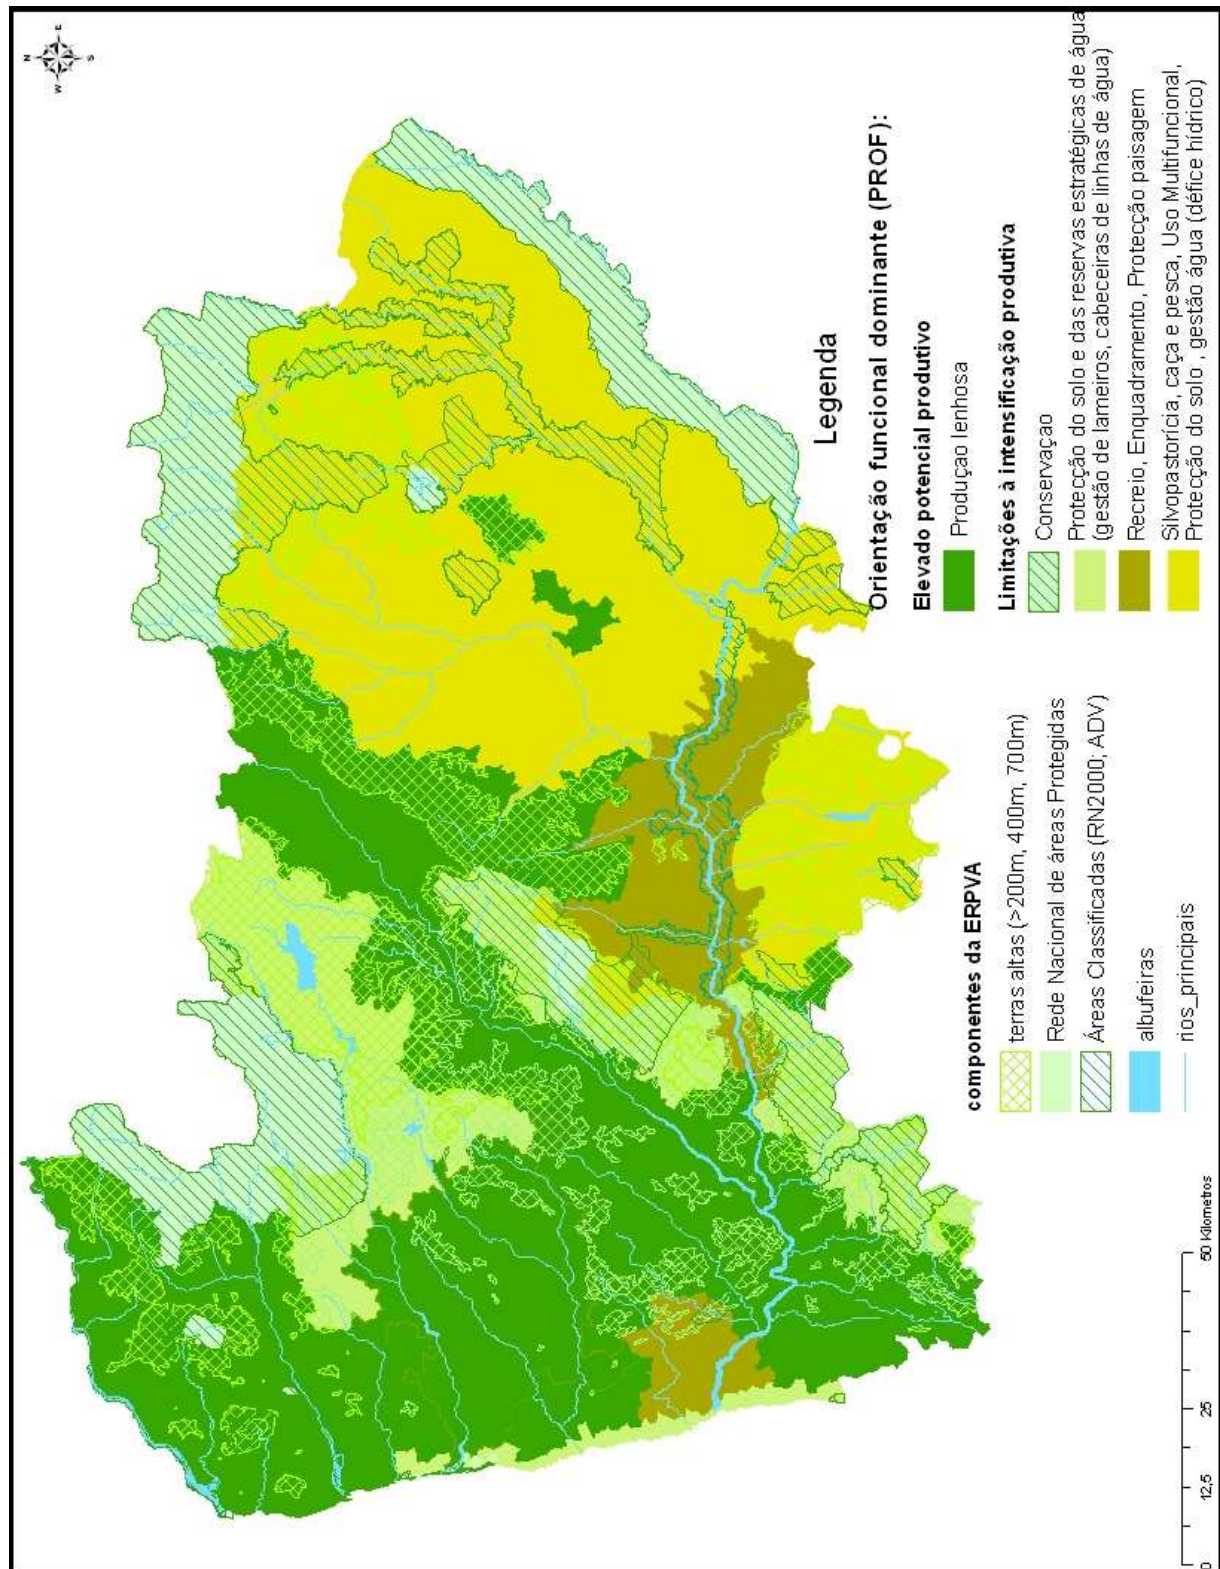 N
E
S
W
Legenda
Orientação funcional dominante (PROF):
Elevado potencial produtivo
Produçao lenhosa
Limitações à intensificação produtiva
Conservação
Protecção do solo e das reservas estratégicas de água
(gestão de lameiros, cabeceiras de linhas de água)
Recreio, Enquadramento, Protecção paisagem
Silvopastorícia, caça e pesca, Uso Multifuncional,
Protecção do solo , gestão água (défice hídrico)
componentes da ERPVA
terras altas (>200m, 400m, 700m)
Rede Nacional de áreas Protegidas
Áreas Classificadas (RN2000; ADV)
albufeiras
rios_principais
0 12,5 25 50 Kilometros